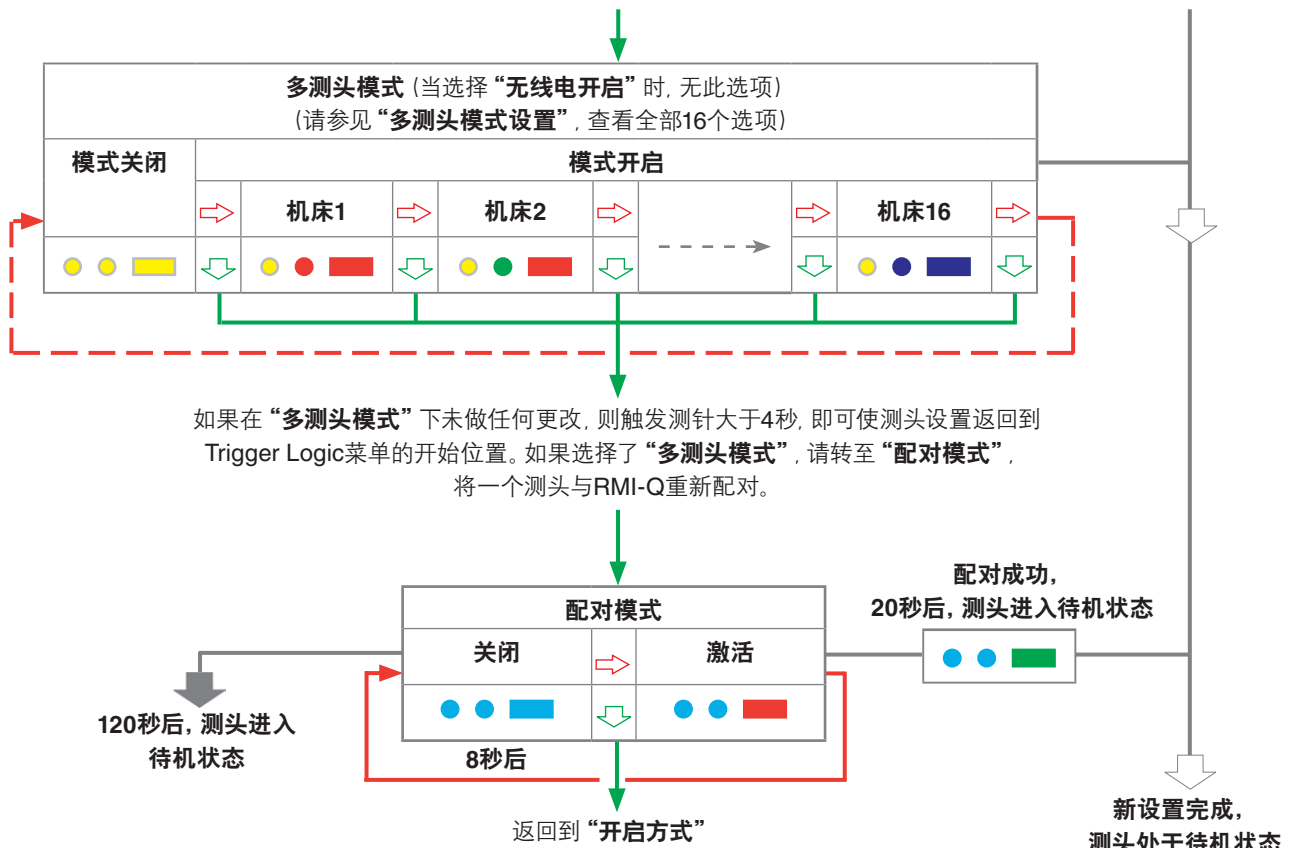 多测头模式 (当选择 “无线电开启” 时, 无此选项)
(请参见 “多测头模式设置” , 查看全部16个选项)
模式关闭
模式开启
机床1
机床2
机床16
如果在 “多测头模式” 下未做任何更改, 则触发测针大于4秒, 即可使测头设置返回到
Trigger Logic菜单的开始位置。如果选择了 “多测头模式” , 请转至 “配对模式” ,
将一个测头与RMI-Q重新配对。
配对成功,
20秒后, 测头进入待机状态
配对模式
关闭
激活
120秒后, 测头进入
待机状态
8秒后
返回到 “开启方式”
新设置完成,
测头处于待机状态